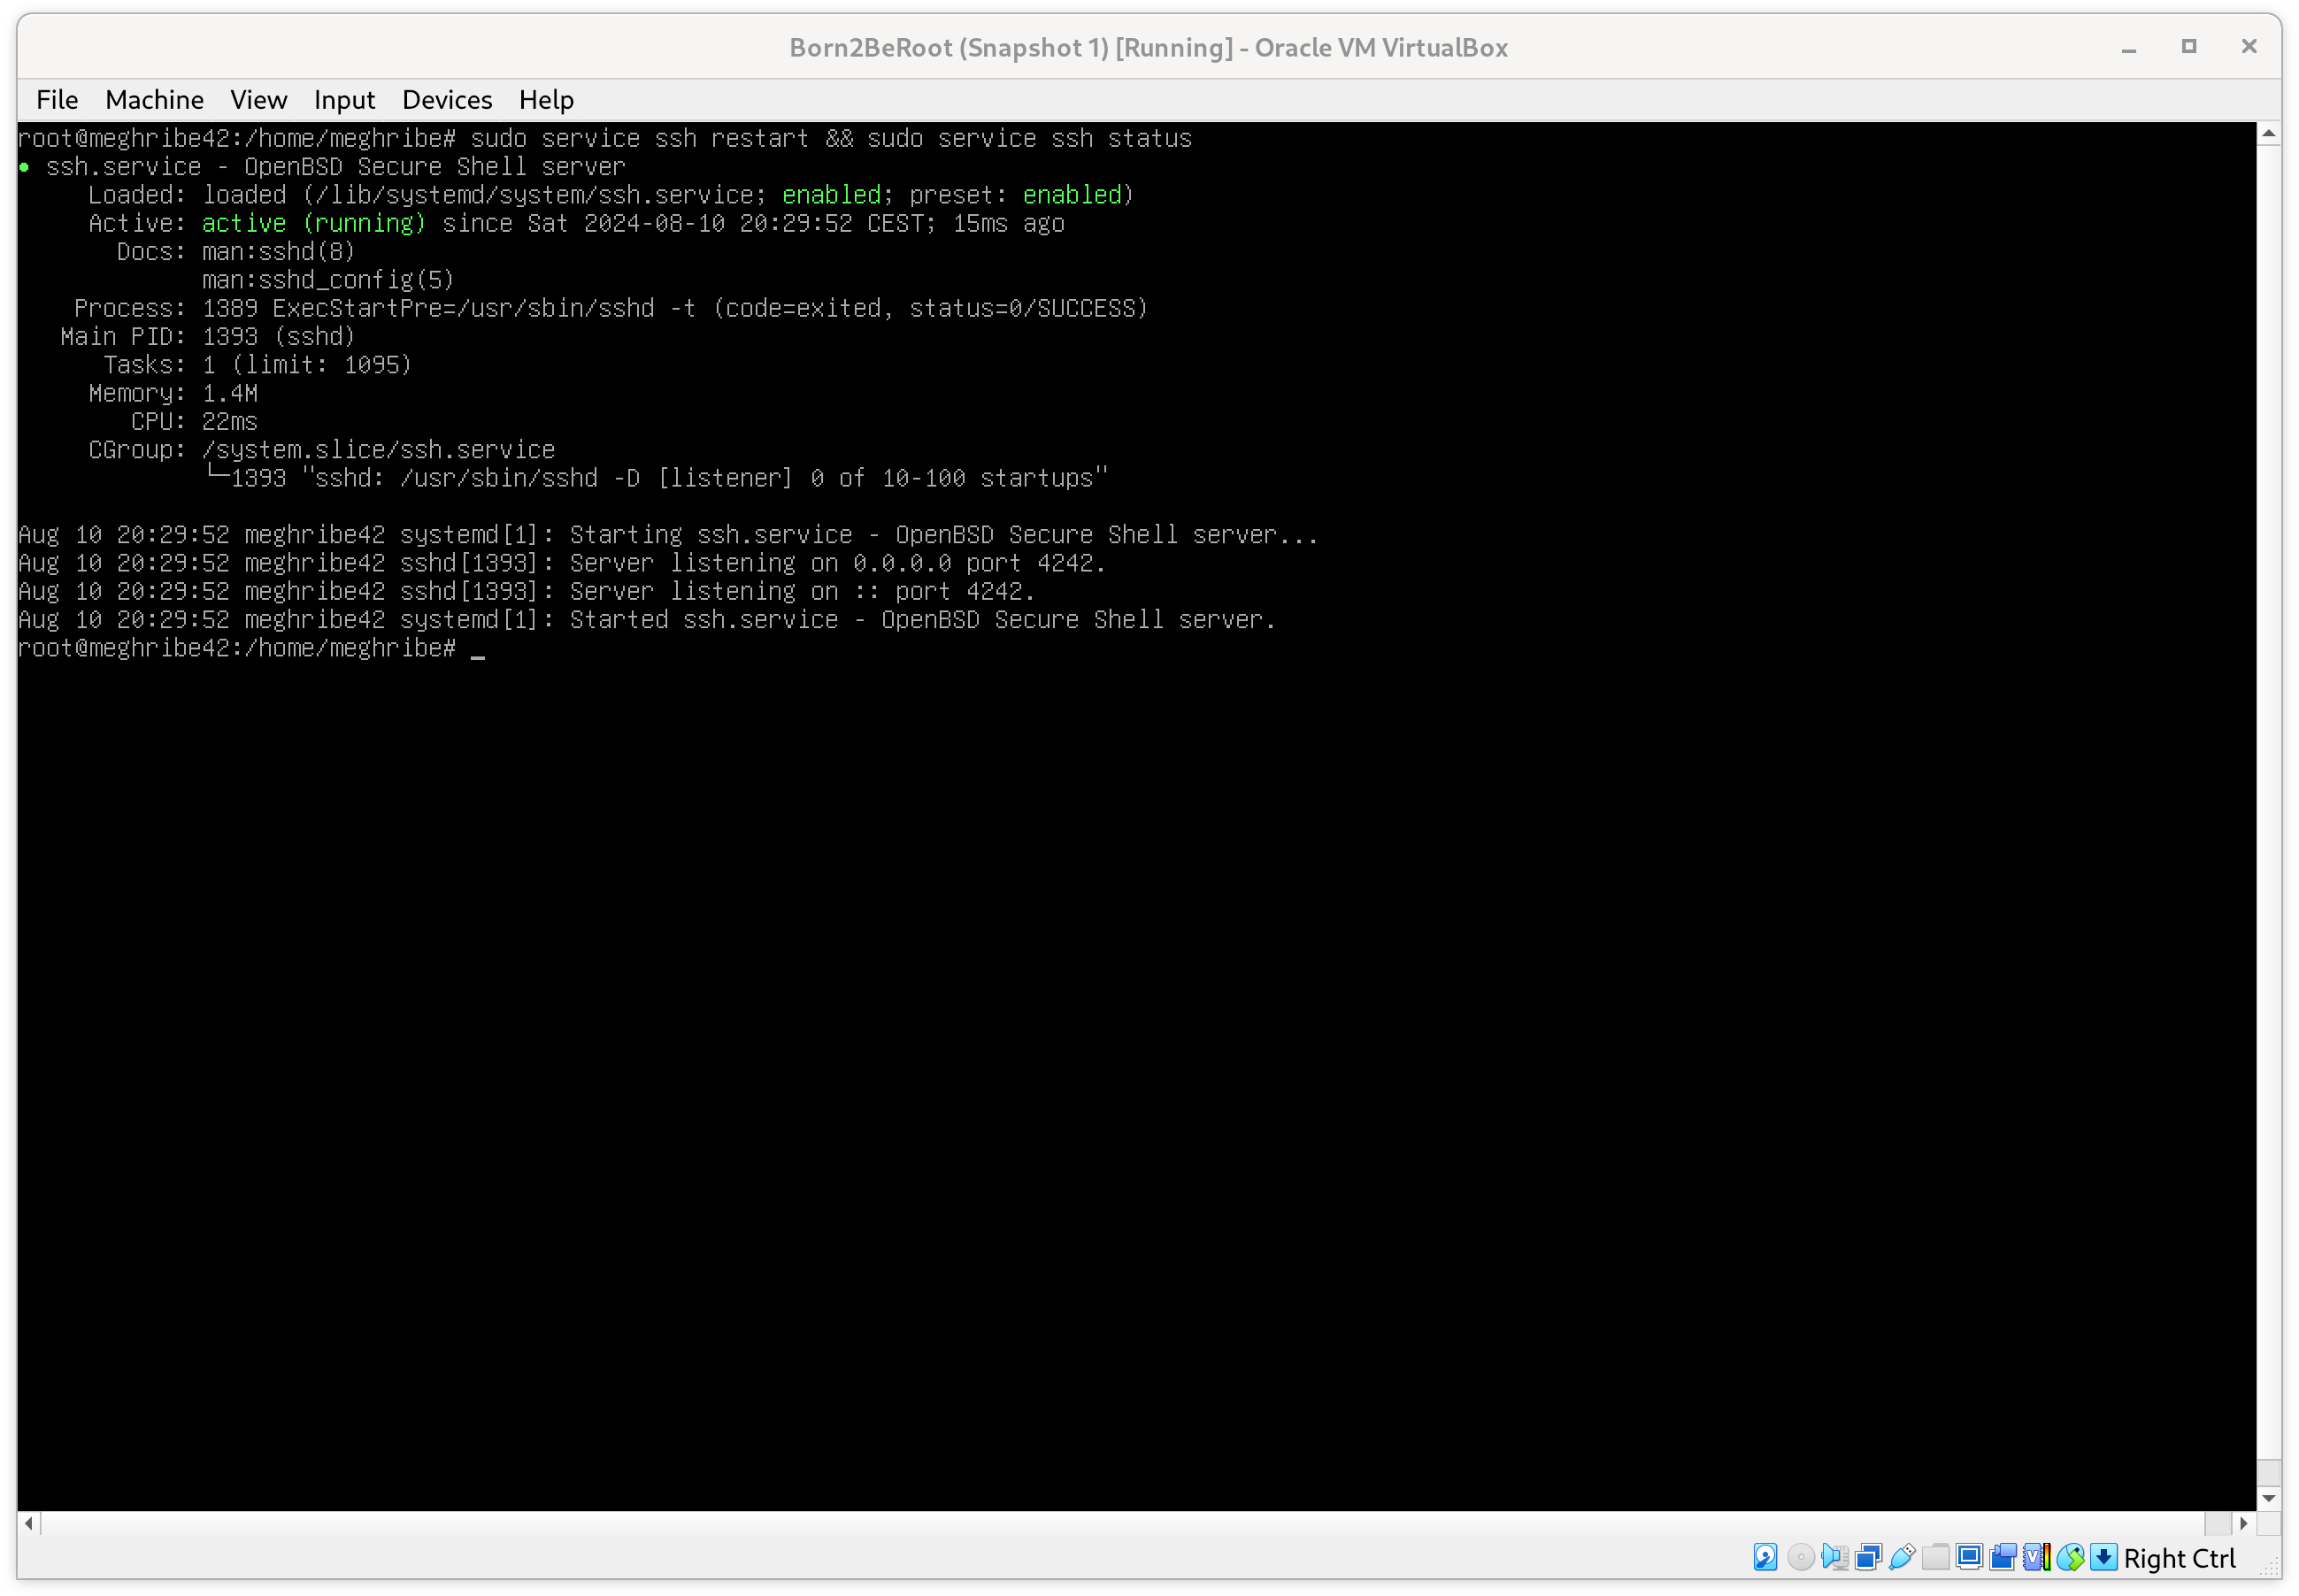 Born2BeRoot (Snapshot 1) [Running] - Oracle VM VirtualBox
File Machine View Input Devices Help
root@meghribe42:/home/meghribe# sudo service ssh restart && sudo service ssh status
● ssh.service - OpenBSD Secure Shell server
     Loaded: loaded (/lib/systemd/system/ssh.service; enabled; preset: enabled)
     Active: active (running) since Sat 2024-08-10 20:29:52 CEST; 15ms ago
       Docs: man:sshd(8)
             man:sshd_config(5)
    Process: 1389 ExecStartPre=/usr/sbin/sshd -t (code=exited, status=0/SUCCESS)
   Main PID: 1393 (sshd)
      Tasks: 1 (limit: 1095)
     Memory: 1.4M
        CPU: 22ms
     CGroup: /system.slice/ssh.service
             └─1393 "sshd: /usr/sbin/sshd -D [listener] 0 of 10-100 startups"
Aug 10 20:29:52 meghribe42 systemd[1]: Starting ssh.service - OpenBSD Secure Shell server...
Aug 10 20:29:52 meghribe42 sshd[1393]: Server listening on 0.0.0.0 port 4242.
Aug 10 20:29:52 meghribe42 sshd[1393]: Server listening on :: port 4242.
Aug 10 20:29:52 meghribe42 systemd[1]: Started ssh.service - OpenBSD Secure Shell server.
root@meghribe42:/home/meghribe# _
Right Ctrl